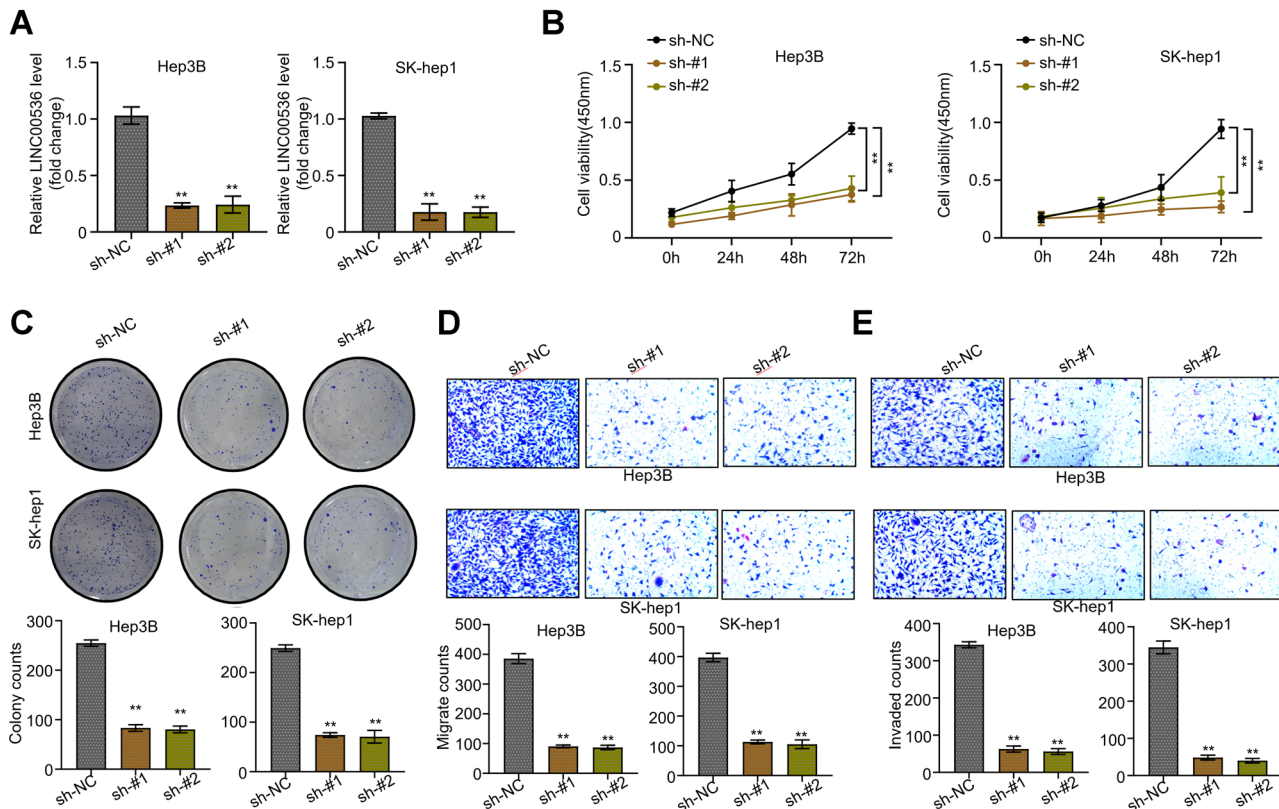 A
Hep3B
Relative LINC00536 level
(fold change)
1.5
1.0
0.5
0
**
**
sh-NC
sh-#1
sh-#2
SK-hep1
Relative LINC00536 level
(fold change)
1.5
1.0
0.5
0
**
**
sh-NC
sh-#1
sh-#2
B
sh-NC
sh-#1
sh-#2
Hep3B
Cell viability(450nm)
1.5
1.0
0.5
0
0h
24h
48h
72h
**
**
sh-NC
sh-#1
sh-#2
SK-hep1
Cell viability(450nm)
1.5
1.0
0.5
0
0h
24h
48h
72h
**
**
C
sh-NC
sh-#1
sh-#2
Hep3B
SK-hep1
Hep3B
Colony counts
300
200
100
0
**
**
sh-NC
sh-#1
sh-#2
SK-hep1
300
200
100
0
**
**
sh-NC
sh-#1
sh-#2
D
sh-NC
sh-#1
sh-#2
Hep3B
SK-hep1
Hep3B
Migrate counts
500
400
300
200
100
0
**
**
sh-NC
sh-#1
sh-#2
SK-hep1
500
400
300
200
100
0
**
**
sh-NC
sh-#1
sh-#2
E
sh-NC
sh-#1
sh-#2
Hep3B
SK-hep1
Hep3B
Invaded counts
400
300
200
100
0
**
**
sh-NC
sh-#1
sh-#2
SK-hep1
400
300
200
100
0
**
**
sh-NC
sh-#1
sh-#2